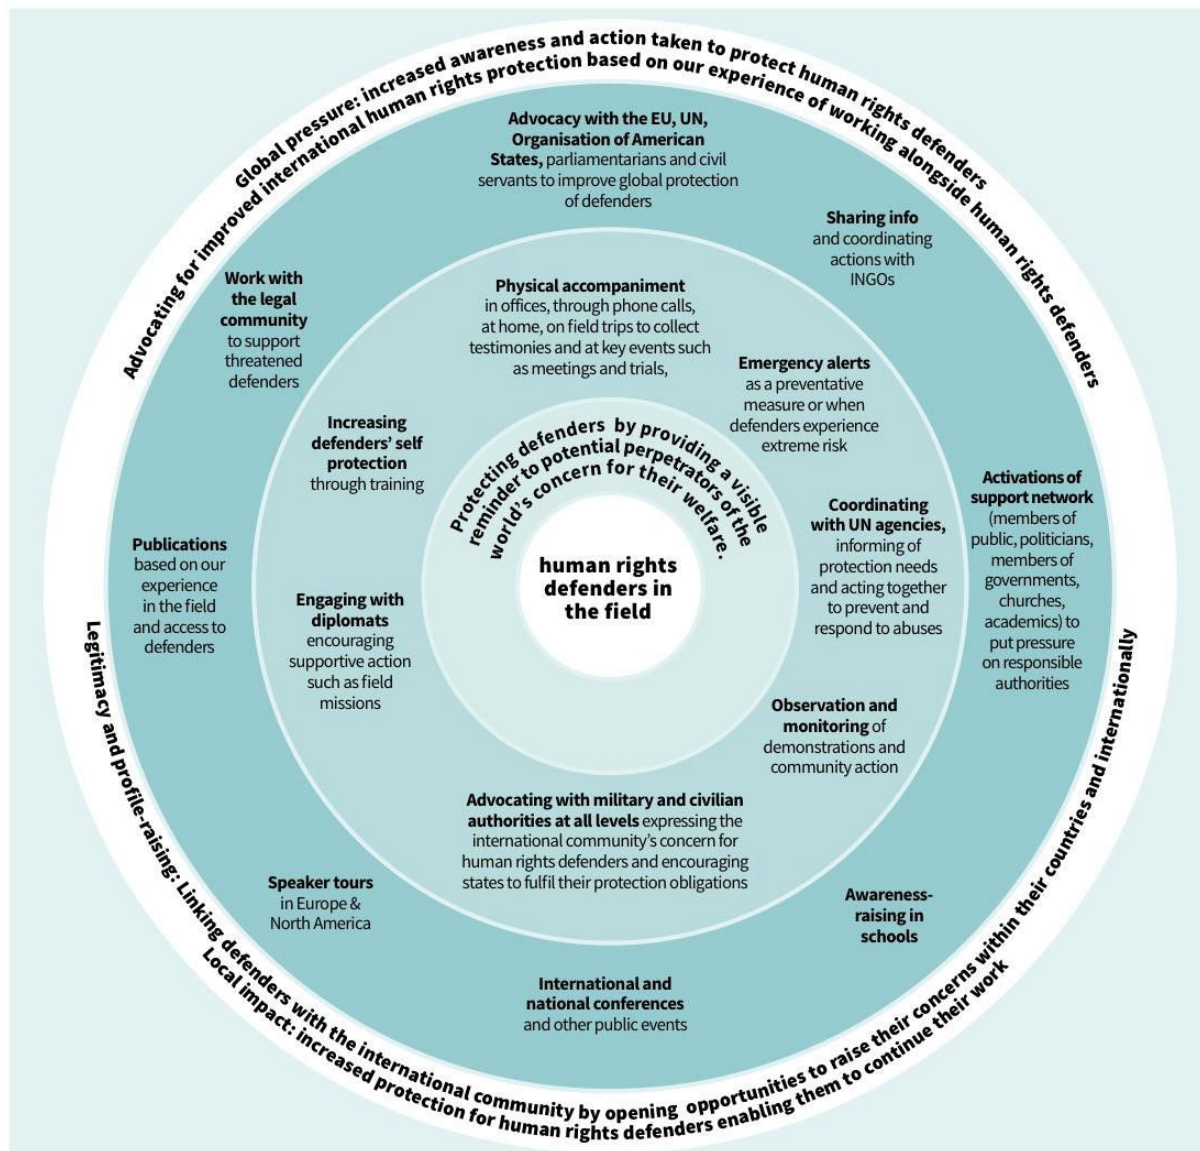 Global pressure: increased awareness and action taken to protect human rights defenders
Advocating for improved international human rights protection based on our experience of working alongside human rights defenders
Advocacy with the EU, UN,
Organisation of American
States, parliamentarians and civil
servants to improve global protection
of defenders
Sharing info
and coordinating
actions with
INGOs
Work with
the legal
community
to support
threatened
defenders
Physical accompaniment
in offices, through phone calls,
at home, on field trips to collect
testimonies and at key events such
as meetings and trials,
Emergency alerts
as a preventative
measure or when
defenders experience
extreme risk
Increasing
defenders’ self
protection
through training
Protecting defenders by providing a visible
reminder to potential perpetrators of the
world’s concern for their welfare.
human rights
defenders in
the field
Activations of
support network
(members of
public, politicians,
members of
governments,
churches,
academics) to
put pressure
on responsible
authorities
Coordinating
with UN agencies,
informing of
protection needs
and acting together
to prevent and
respond to abuses
Publications
based on our
experience
in the field
and access to
defenders
Engaging with
diplomats
encouraging
supportive action
such as field
missions
Observation and
monitoring of
demonstrations and
community action
Advocating with military and civilian
authorities at all levels expressing the
international community’s concern for
human rights defenders and encouraging
states to fulfil their protection obligations
Speaker tours
in Europe &
North America
Awareness-
raising in
schools
International and
national conferences
and other public events
Legitimacy and profile-raising: Linking defenders with the international community by opening opportunities to raise their concerns within their countries and internationally
Local impact: increased protection for human rights defenders enabling them to continue their work